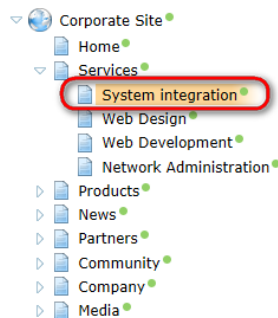 Corporate Site
Home
Services
System integration
Web Design
Web Development
Network Administration
Products
News
Partners
Community
Company
Media